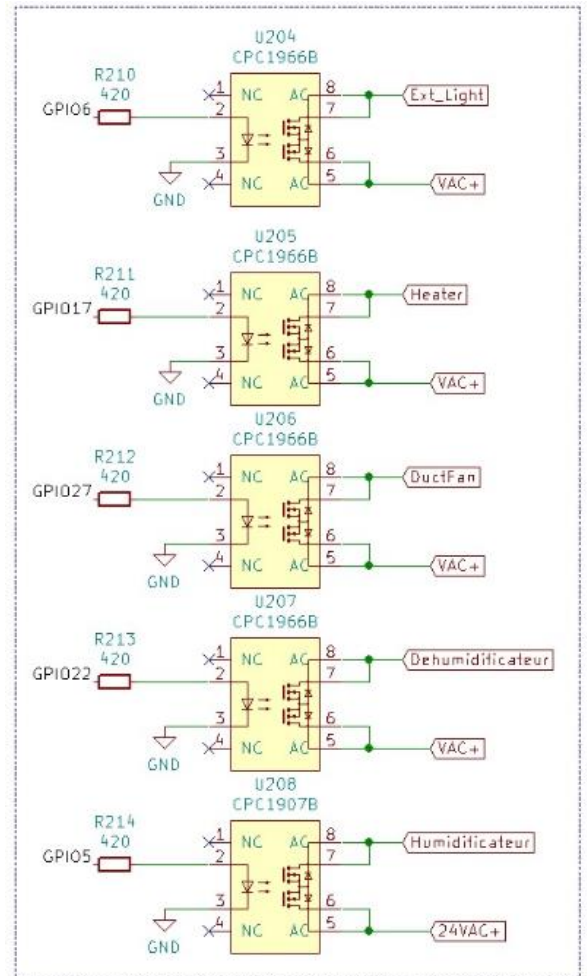 U204
CPC1966B
R210
420
GPIO6
1 NC AC 8 Ext_Light
2 7
3 6
4 NC AC 5 VAC+
GND
U205
CPC1966B
R211
420
GPIO17
1 NC AC 8 Heater
2 7
3 6
4 NC AC 5 VAC+
GND
U206
CPC1966B
R212
420
GPIO27
1 NC AC 8 DuctFan
2 7
3 6
4 NC AC 5 VAC+
GND
U207
CPC1966B
R213
420
GPIO22
1 NC AC 8 Dehumidificateur
2 7
3 6
4 NC AC 5 VAC+
GND
U208
CPC1907B
R214
420
GPIO5
1 NC AC 8 Humidificateur
2 7
3 6
4 NC AC 5 24VAC+
GND